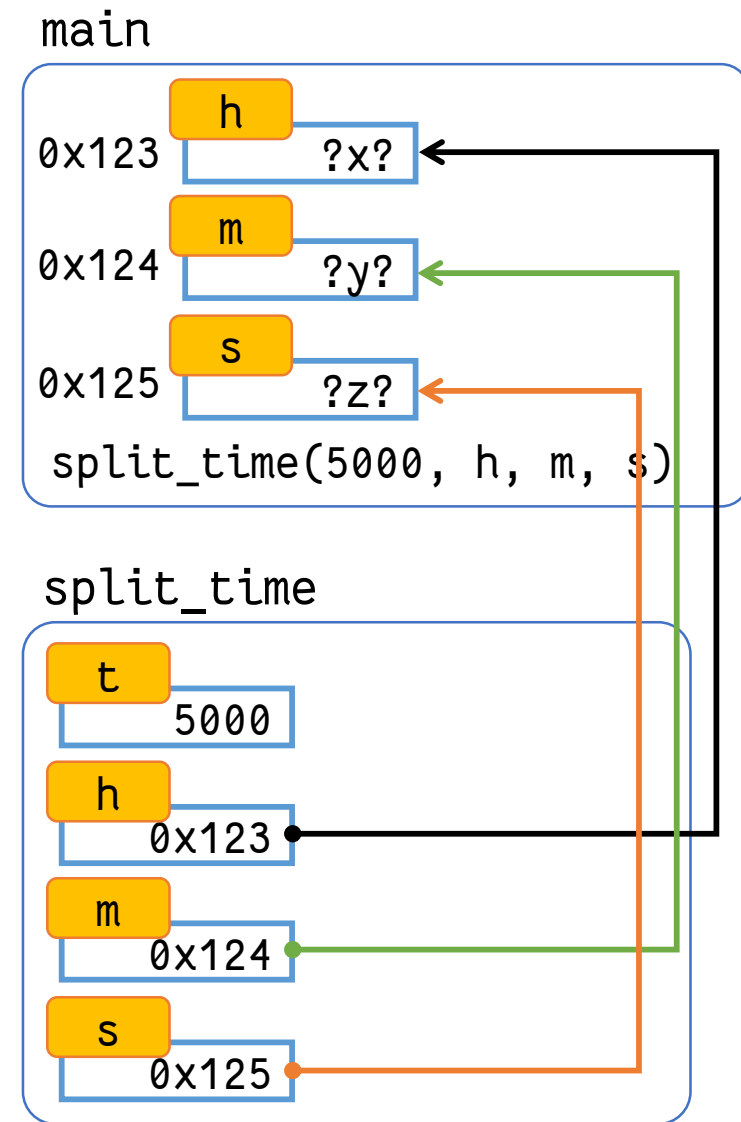 main
h
0x123 ?x?
m
0x124 ?y?
s
0x125 ?z?
split_time(5000, h, m, s)
split_time
t
5000
h
0x123
m
0x124
s
0x125